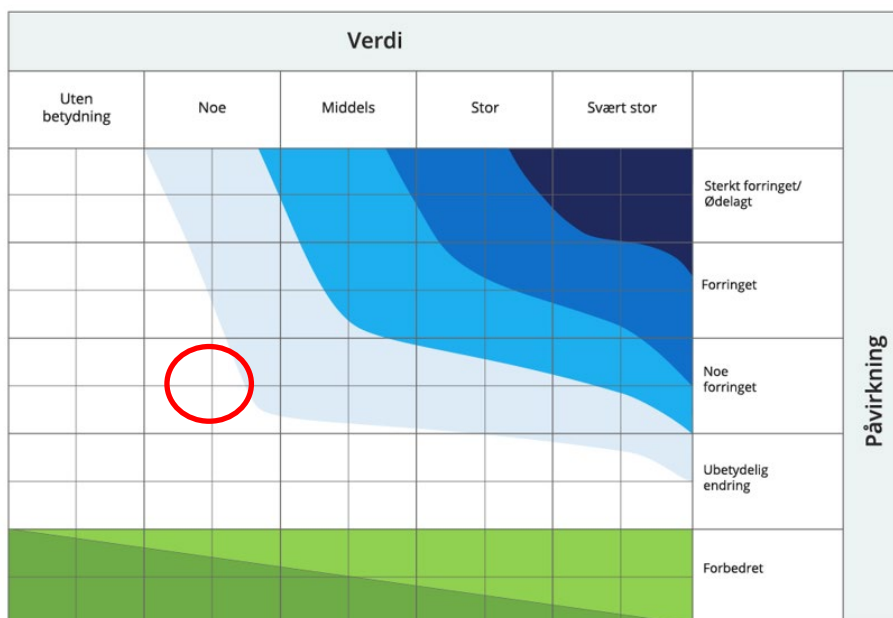 Verdi
Uten
betydning
Noe
Middels
Stor
Svært stor
Sterkt forringet/
Ødelagt
Forringet
Noe
forringet
Ubetydelig
endring
Forbedret
Påvirkning